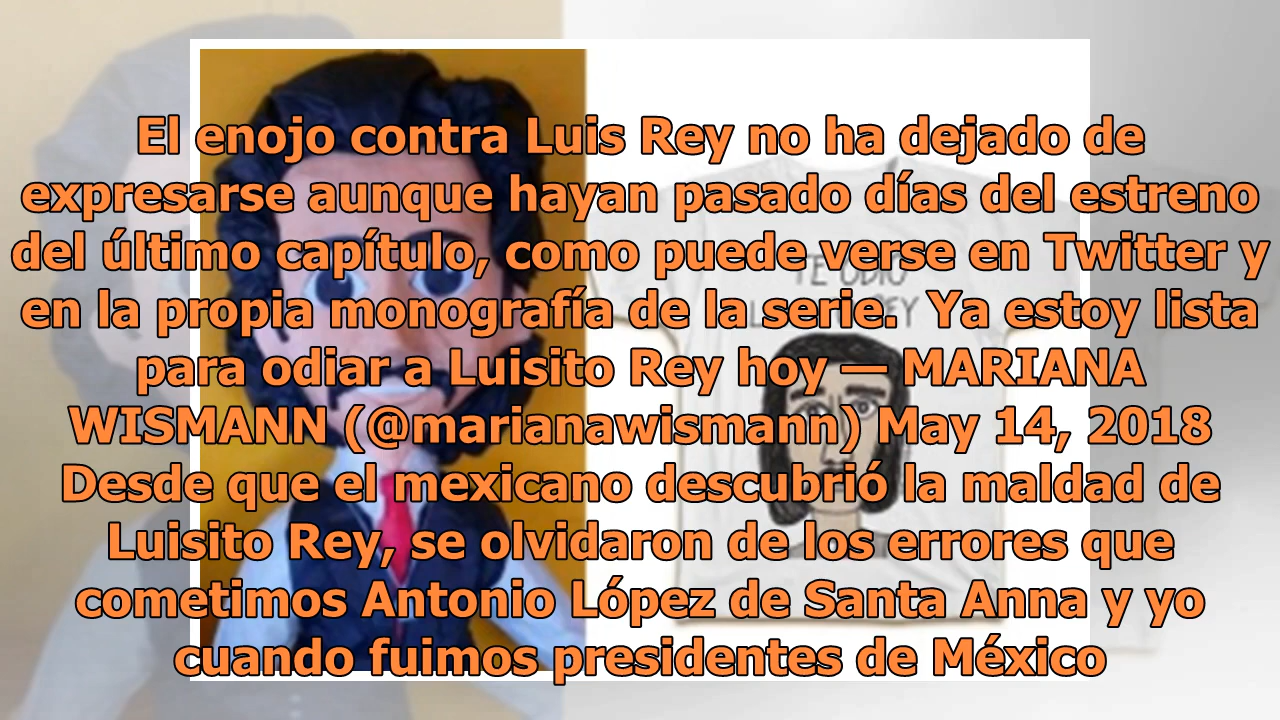 El enojo contra Luis Rey no ha dejado de
expresarse aunque hayan pasado días del estreno
del último capítulo, como puede verse en Twitter y
en la propia monografía de la serie.  Ya estoy lista
para odiar a Luisito Rey hoy — MARIANA
WISMANN (@marianawismann) May 14, 2018
Desde que el mexicano descubrió la maldad de
Luisito Rey, se olvidaron de los errores que
cometimos Antonio López de Santa Anna y yo
cuando fuimos presidentes de México
TE ODIO
REY